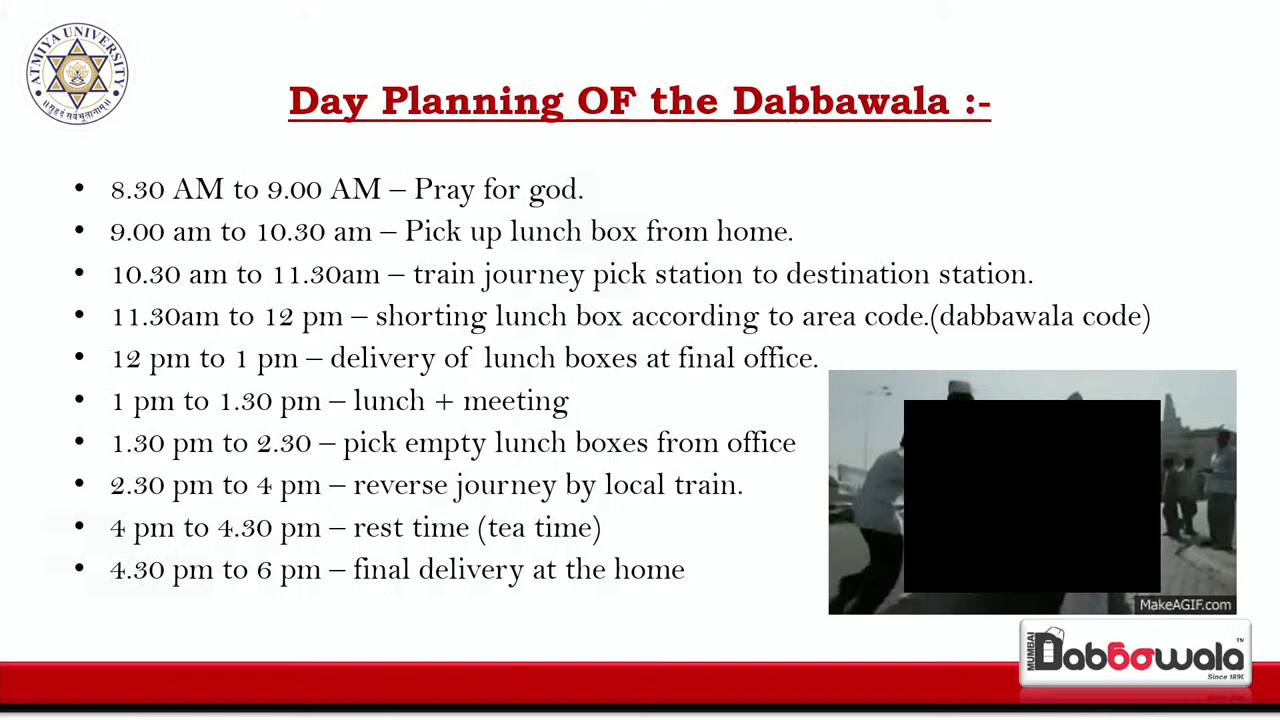 ATMIYA UNIVERSITY
॥ सुहृदं सर्वभूतानाम् ॥
Day Planning OF the Dabbawala :-
• 8.30 AM to 9.00 AM – Pray for god.
• 9.00 am to 10.30 am – Pick up lunch box from home.
• 10.30 am to 11.30am – train journey pick station to destination station.
• 11.30am to 12 pm – shorting lunch box according to area code.(dabbawala code)
• 12 pm to 1 pm – delivery of lunch boxes at final office.
• 1 pm to 1.30 pm – lunch + meeting
• 1.30 pm to 2.30 – pick empty lunch boxes from office
• 2.30 pm to 4 pm – reverse journey by local train.
• 4 pm to 4.30 pm – rest time (tea time)
• 4.30 pm to 6 pm – final delivery at the home
MakeAGIF.com
MUMBAI Dabbawala ™
Since 1890